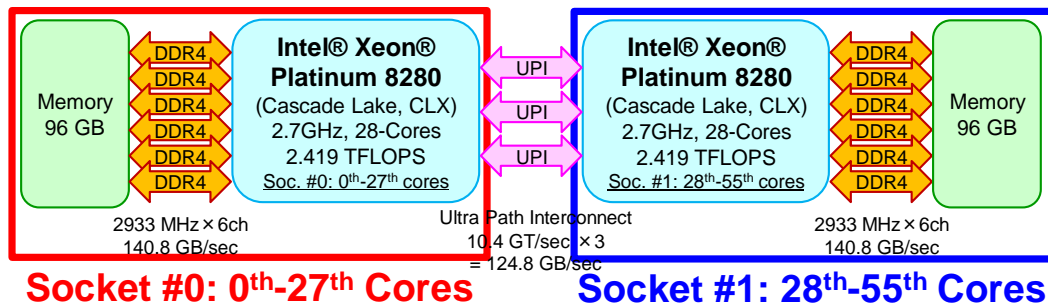 Memory
96 GB
DDR4
DDR4
DDR4
DDR4
DDR4
DDR4
Intel® Xeon®
Platinum 8280
(Cascade Lake, CLX)
2.7GHz, 28-Cores
2.419 TFLOPS
Soc. #0: 0th-27th cores
UPI
UPI
UPI
Intel® Xeon®
Platinum 8280
(Cascade Lake, CLX)
2.7GHz, 28-Cores
2.419 TFLOPS
Soc. #1: 28th-55th cores
DDR4
DDR4
DDR4
DDR4
DDR4
DDR4
Memory
96 GB
2933 MHz×6ch
140.8 GB/sec
Ultra Path Interconnect
10.4 GT/sec ×3
= 124.8 GB/sec
2933 MHz×6ch
140.8 GB/sec
Socket #0: 0th-27th Cores
Socket #1: 28th-55th Cores